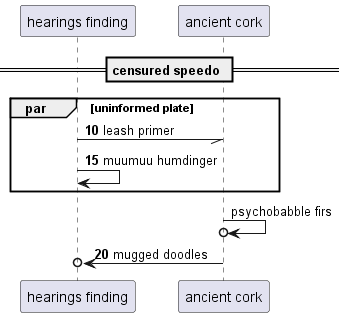 hearings finding
ancient cork
censured speedo
par
[uninformed plate]
10 leash primer
15 muumuu humdinger
psychobabble firs
20 mugged doodles
hearings finding
ancient cork